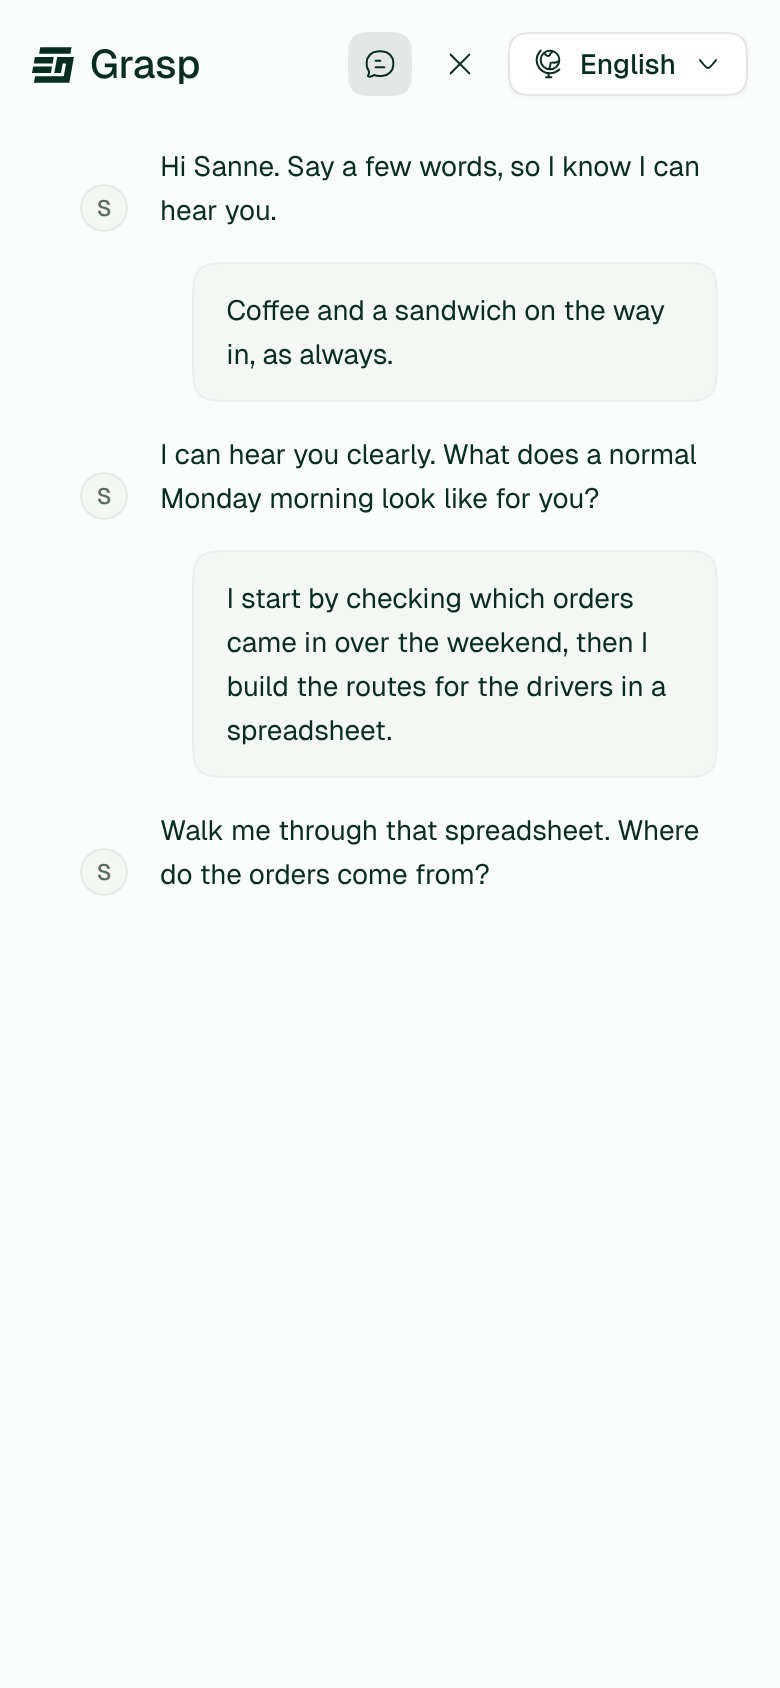 Grasp
English
Hi Sanne. Say a few words, so I know I can
hear you.
S
Coffee and a sandwich on the way
in, as always.
I can hear you clearly. What does a normal
Monday morning look like for you?
S
I start by checking which orders
came in over the weekend, then I
build the routes for the drivers in a
spreadsheet.
Walk me through that spreadsheet. Where
do the orders come from?
S